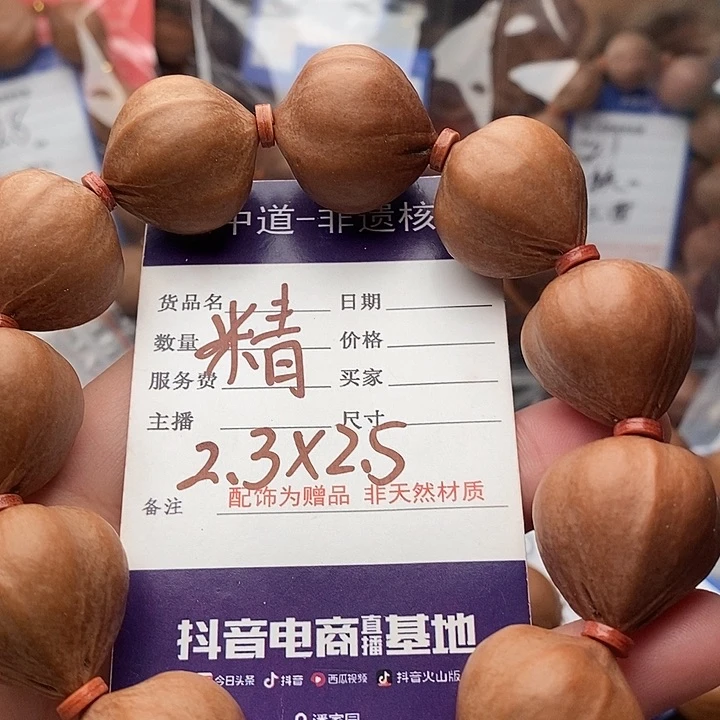 中道-非遗核
货品名 日期
精
数量 价格
服务费 买家
主播 尺寸
2.3X2.5
配饰为赠品 非天然材质
备注
抖音电商直播基地
今日头条 抖音 西瓜视频 抖音火山版
潘家园